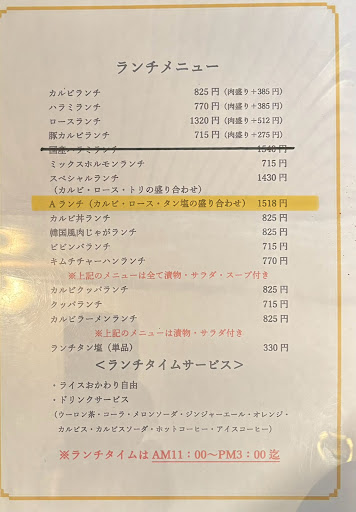 ランチメニュー
カルビランチ 825円（肉盛り+385円）
ハラミランチ 770円（肉盛り+385円）
ロースランチ 1320円（肉盛り+512円）
豚カルビランチ 715円（肉盛り+275円）
国産ハラミランチ 1540円
ミックスホルモンランチ 715円
スペシャルランチ 1430円
（カルビ・ロース・トリの盛り合わせ）
Aランチ（カルビ・ロース・タン塩の盛り合わせ） 1518円
カルビ丼ランチ 825円
韓国風肉じゃがランチ 825円
ビビンバランチ 715円
キムチチャーハンランチ 770円
※上記のメニューは全て漬物・サラダ・スープ付き
カルビクッパランチ 825円
クッパランチ 715円
カルビラーメンランチ 825円
※上記のメニューは漬物・サラダ付き
ランチタン塩（単品） 330円
＜ランチタイムサービス＞
・ライスおかわり自由
・ドリンクサービス
（ウーロン茶・コーラ・メロンソーダ・ジンジャーエール・オレンジ・
カルピス・カルピスソーダ・ホットコーヒー・アイスコーヒー）
※ランチタイムは AM11：00～PM3：00 迄